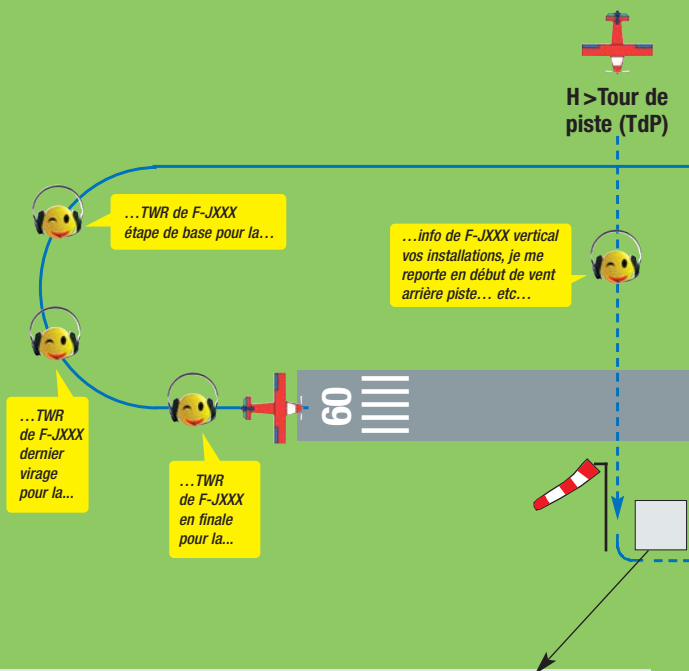 H>Tour de
piste (TdP)
…TWR de F-JXXX
étape de base pour la…
…info de F-JXXX vertical
vos installations, je me
reporte en début de vent
arrière piste… etc…
09
…TWR
de F-JXXX
dernier
virage
pour la...
…TWR
de F-JXXX
en finale
pour la...